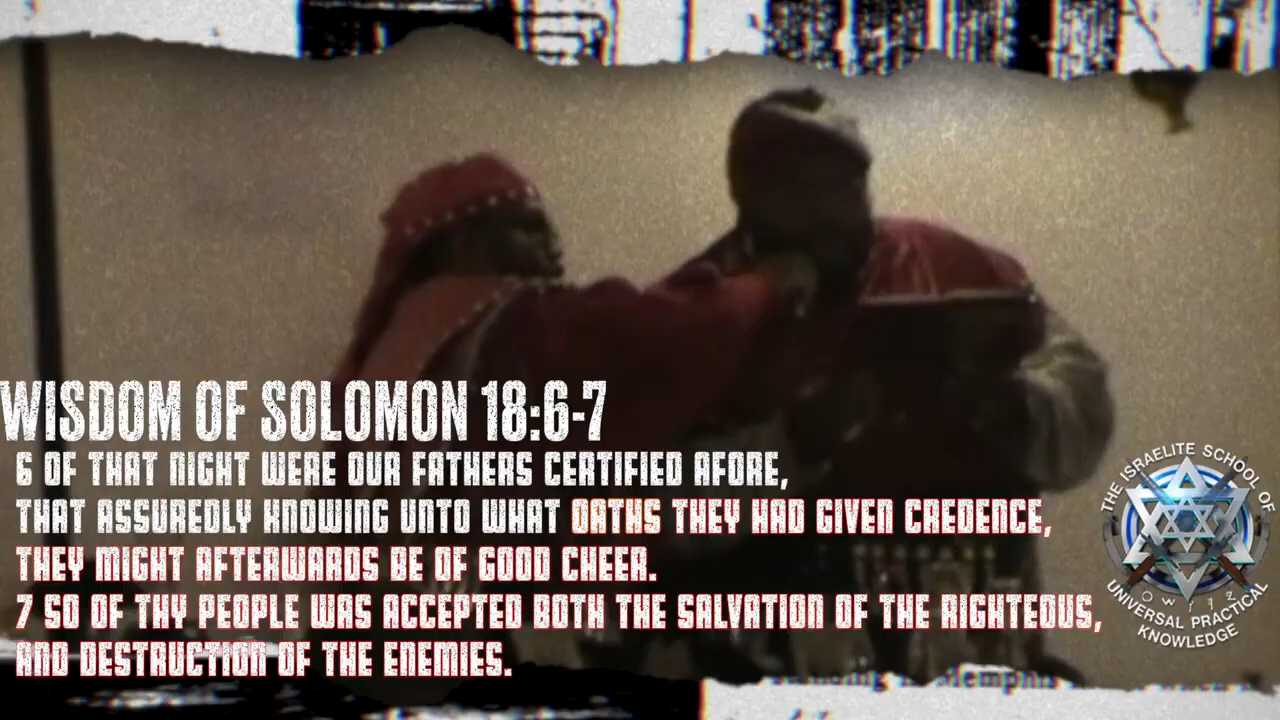 WISDOM OF SOLOMON 18:6-7
6 OF THAT NIGHT WERE OUR FATHERS CERTIFIED AFORE,
THAT ASSUREDLY KNOWING UNTO WHAT OATHS THEY HAD GIVEN CREDENCE,
THEY MIGHT AFTERWARDS BE OF GOOD CHEER.
7 SO OF THY PEOPLE WAS ACCEPTED BOTH THE SALVATION OF THE RIGHTEOUS,
AND DESTRUCTION OF THE ENEMIES.
THE ISRAELITE SCHOOL OF
UNIVERSAL PRACTICAL
KNOWLEDGE
Memphis